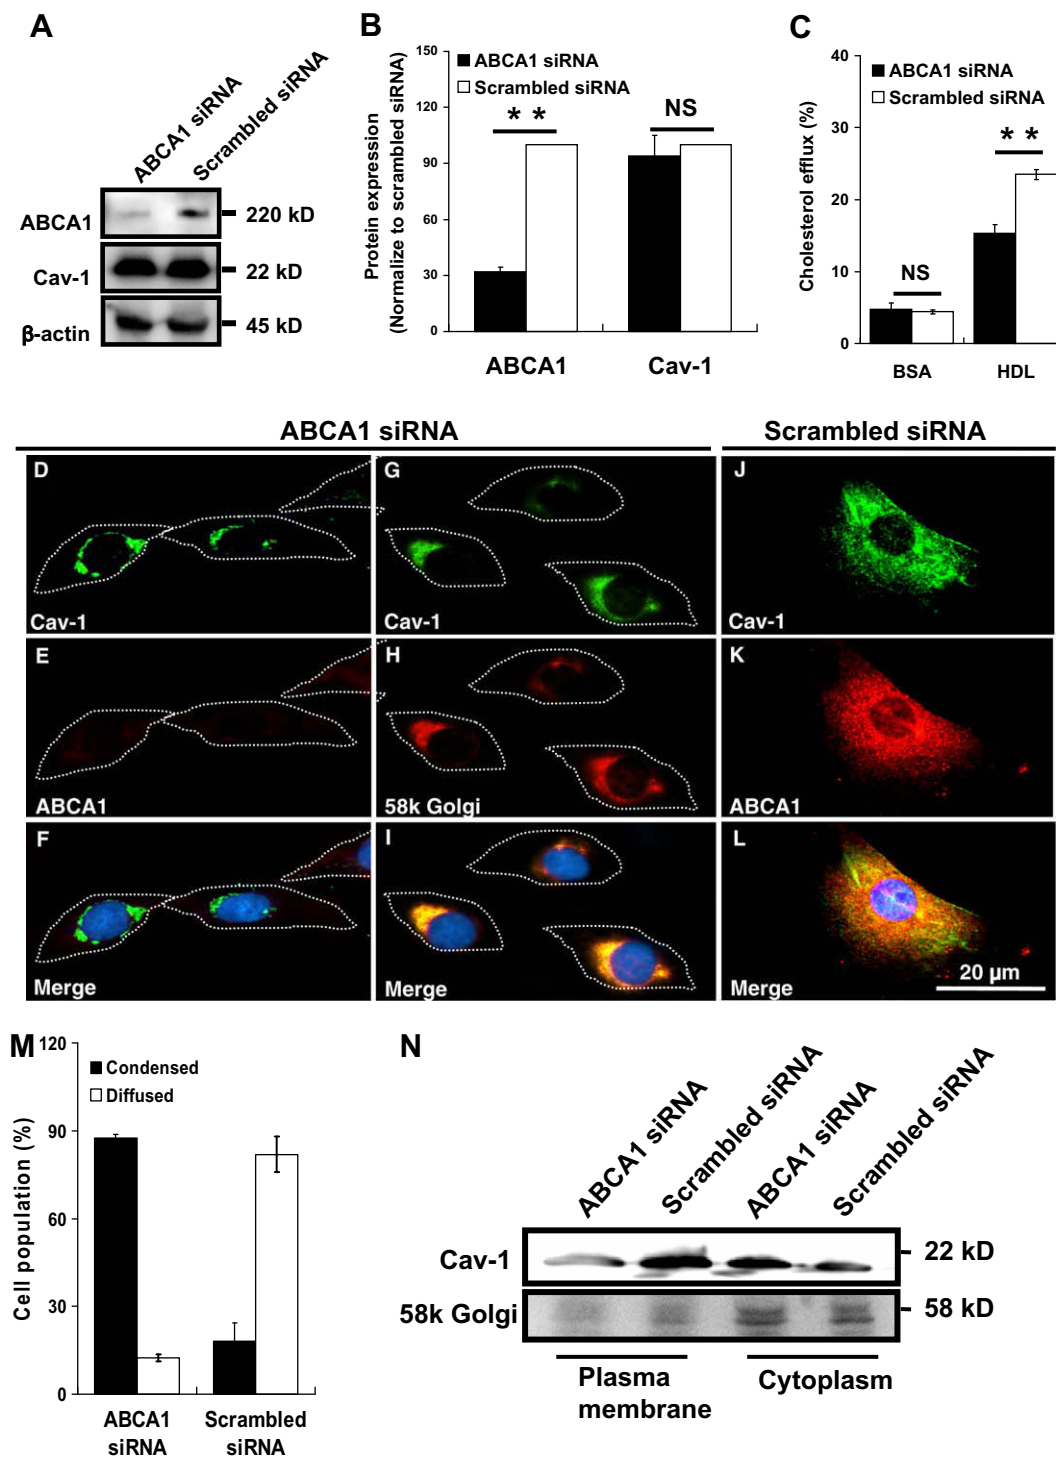 A
ABCA1 siRNA
Scrambled siRNA
ABCA1
220 kD
Cav-1
22 kD
β-actin
45 kD
B
Protein expression
(Normalize to scrambled siRNA)
150
120
90
60
30
0
ABCA1 siRNA
Scrambled siRNA
* *
NS
ABCA1
Cav-1
C
Cholesterol efflux (%)
40
30
20
10
0
ABCA1 siRNA
Scrambled siRNA
NS
* *
BSA
HDL
ABCA1 siRNA
Scrambled siRNA
D
Cav-1
G
Cav-1
J
Cav-1
E
ABCA1
H
58k Golgi
K
ABCA1
F
Merge
I
Merge
L
20 µm
Merge
M
Cell population (%)
120
90
60
30
0
Condensed
Diffused
ABCA1
siRNA
Scrambled
siRNA
N
ABCA1 siRNA
Scrambled siRNA
ABCA1 siRNA
Scrambled siRNA
Cav-1
22 kD
58k Golgi
58 kD
Plasma
membrane
Cytoplasm